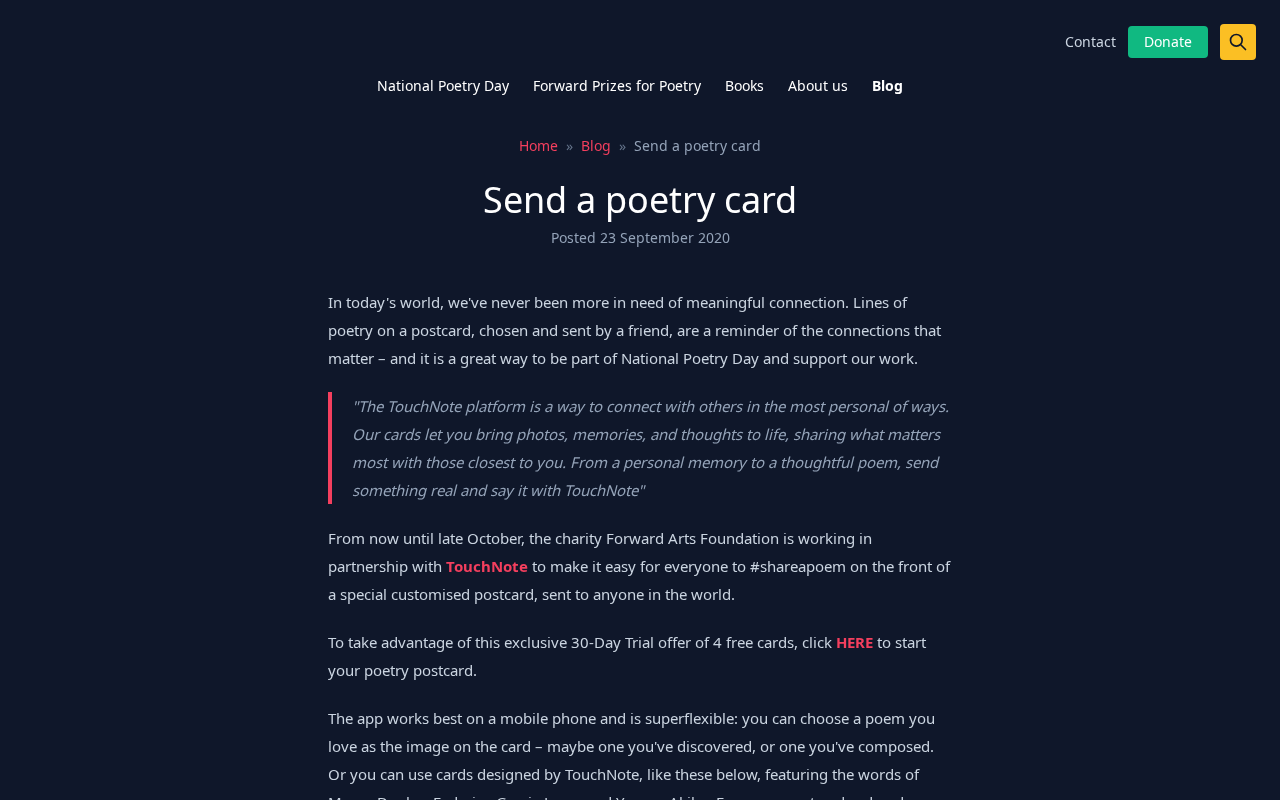 Contact
Donate
National Poetry Day
Forward Prizes for Poetry
Books
About us
Blog
Home » Blog » Send a poetry card
Send a poetry card
Posted 23 September 2020
In today's world, we've never been more in need of meaningful connection. Lines of
poetry on a postcard, chosen and sent by a friend, are a reminder of the connections that
matter – and it is a great way to be part of National Poetry Day and support our work.
"The TouchNote platform is a way to connect with others in the most personal of ways.
Our cards let you bring photos, memories, and thoughts to life, sharing what matters
most with those closest to you. From a personal memory to a thoughtful poem, send
something real and say it with TouchNote"
From now until late October, the charity Forward Arts Foundation is working in
partnership with TouchNote to make it easy for everyone to #shareapoem on the front of
a special customised postcard, sent to anyone in the world.
To take advantage of this exclusive 30-Day Trial offer of 4 free cards, click HERE to start
your poetry postcard.
The app works best on a mobile phone and is superflexible: you can choose a poem you
love as the image on the card – maybe one you've discovered, or one you've composed.
Or you can use cards designed by TouchNote, like these below, featuring the words of